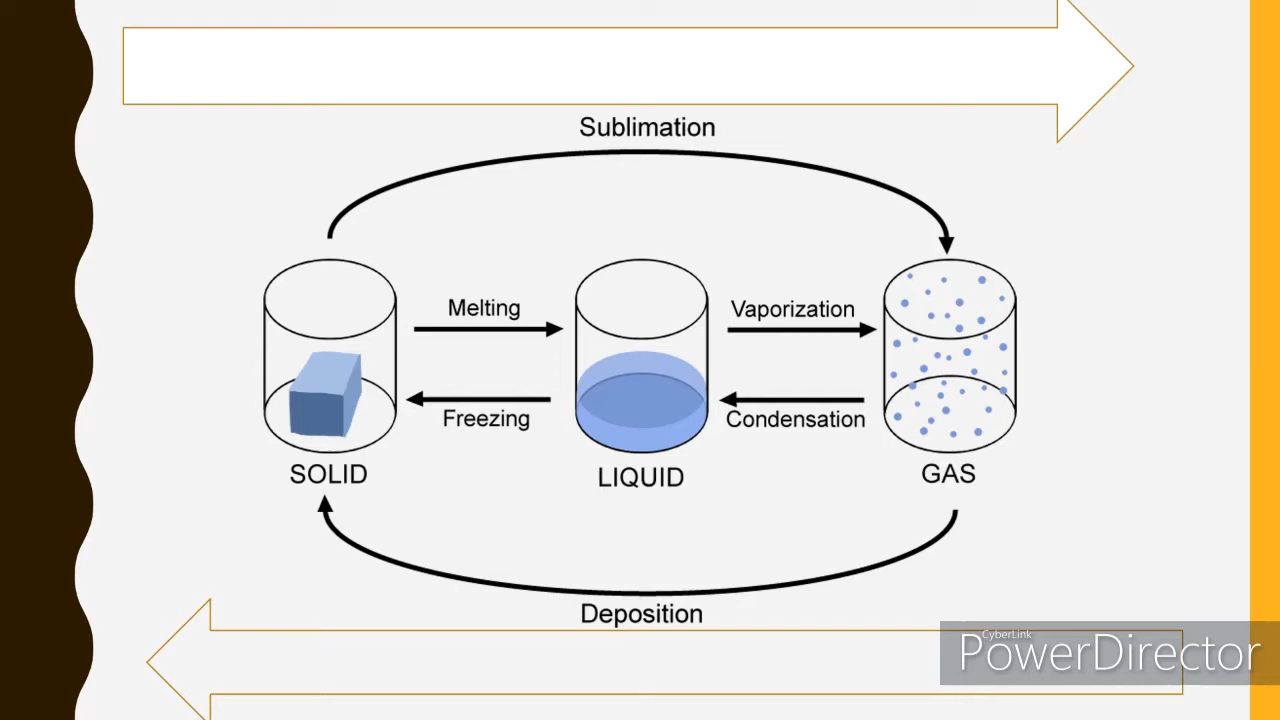 Sublimation
Melting
Vaporization
Freezing
Condensation
SOLID
LIQUID
GAS
Deposition
CyberLink
PowerDirector